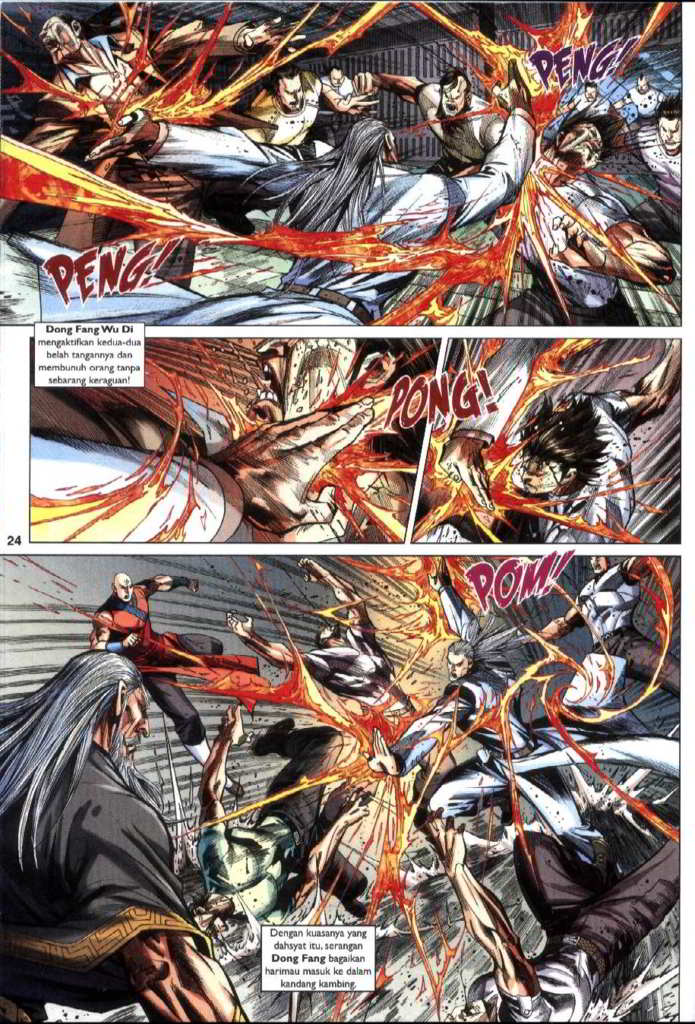 PENG!
PENG!
Dong Fang Wu Di
mengaktifkan kedua-dua
belah tangannya dan
membunuh orang tanpa
sebarang keraguan!
PONG!
24
POM!
Dengan kuasanya yang
dahsyat itu, serangan
Dong Fang bagaikan
harimau masuk ke dalam
kandang kambing.